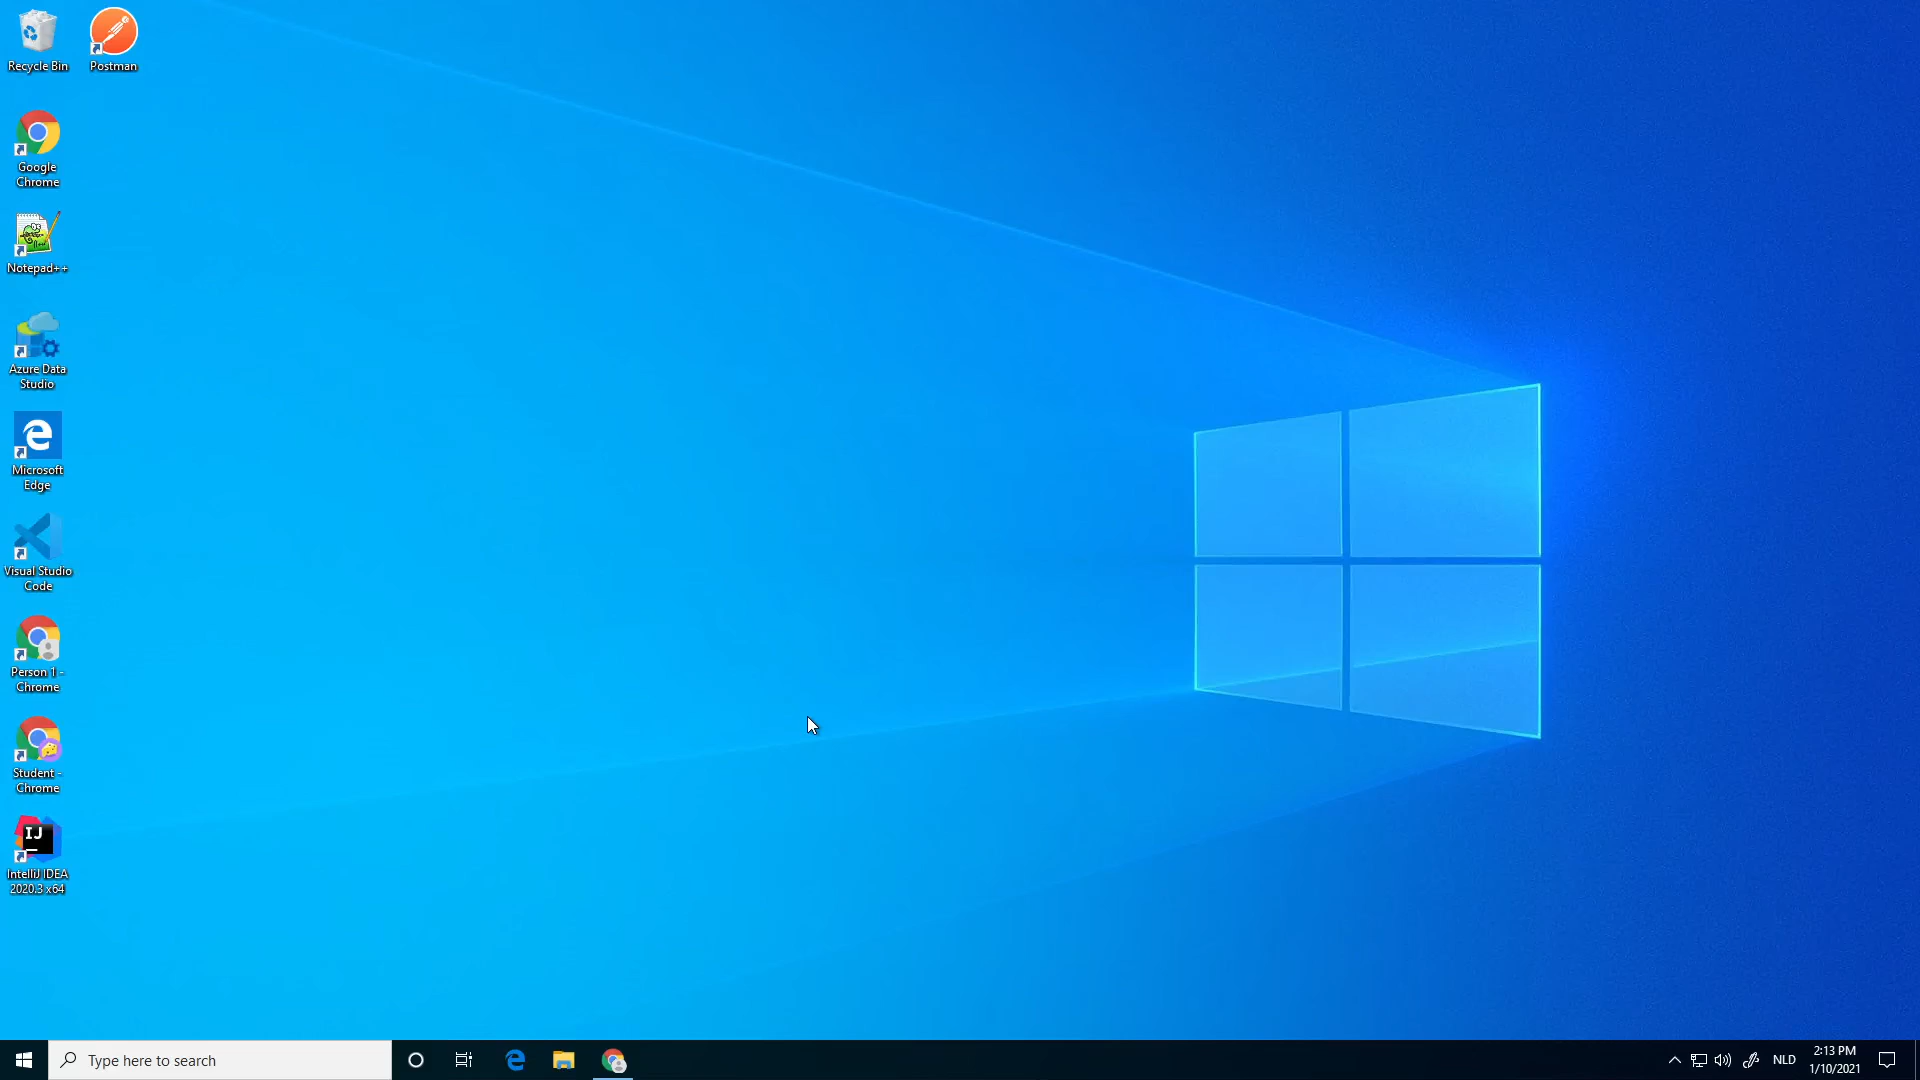 Recycle Bin
Postman
Google
Chrome
Notepad++
Azure Data
Studio
Microsoft
Edge
Visual Studio
Code
Person 1 -
Chrome
Student -
Chrome
IJ
IntelliJ IDEA
2020.3 x64
Type here to search
NLD
2:13 PM
1/10/2021